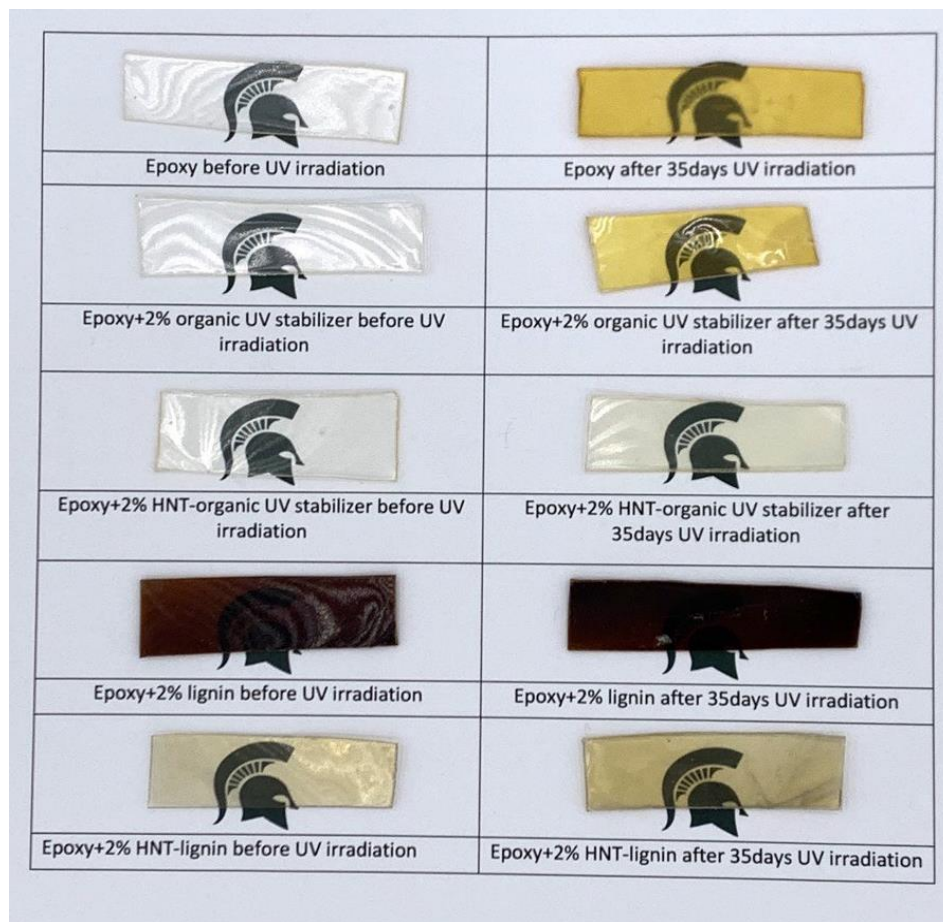 Epoxy before UV irradiation
Epoxy after 35days UV irradiation
Epoxy+2% organic UV stabilizer before UV
irradiation
Epoxy+2% organic UV stabilizer after 35days UV
irradiation
Epoxy+2% HNT-organic UV stabilizer before UV
irradiation
Epoxy+2% HNT-organic UV stabilizer after
35days UV irradiation
Epoxy+2% lignin before UV irradiation
Epoxy+2% lignin after 35days UV irradiation
Epoxy+2% HNT-lignin before UV irradiation
Epoxy+2% HNT-lignin after 35days UV irradiation